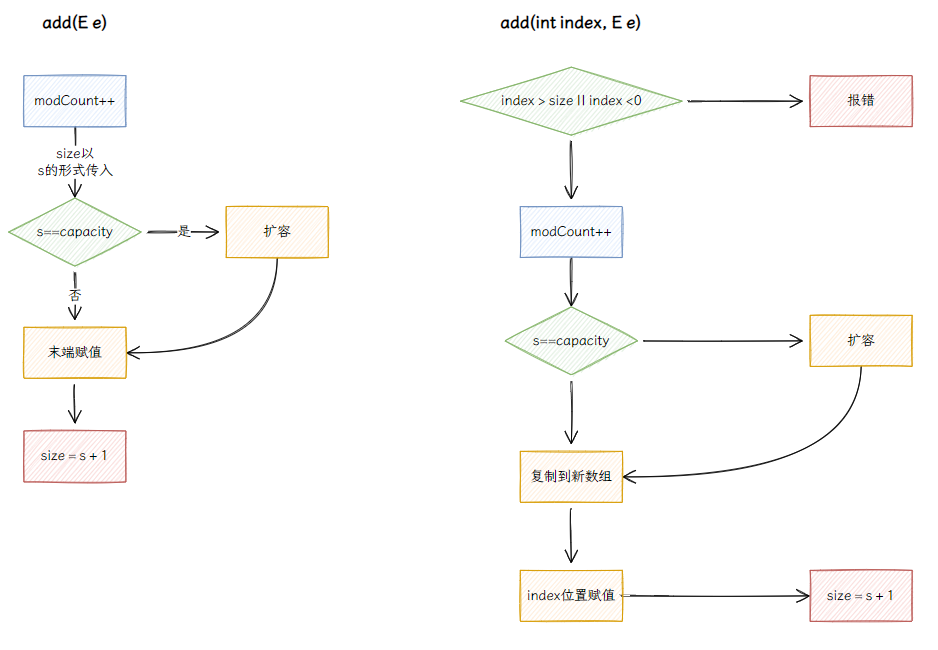 add(E e)
modCount++
size以
s的形式传入
s==capacity
是
扩容
否
末端赋值
size = s + 1
add(int index, E e)
index > size || index <0
报错
modCount++
s==capacity
扩容
复制到新数组
index位置赋值
size = s + 1